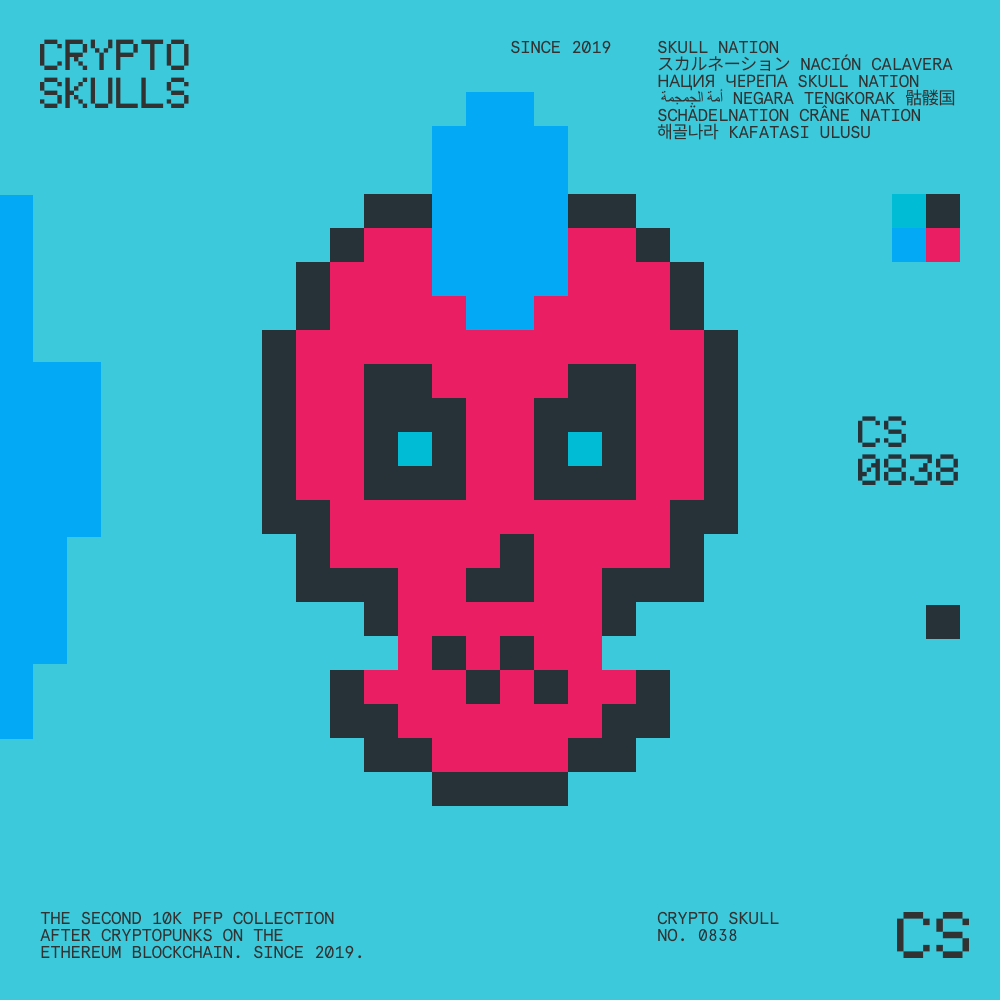 CRYPTO
SKULLS
SINCE 2019
SKULL NATION
スカルネーション NACIÓN CALAVERA
НАЦИЯ ЧЕРЕПА SKULL NATION
أمة الجمجمة NEGARA TENGKORAK 骷髅国
SCHÄDELNATION CRÂNE NATION
해골나라 KAFATASI ULUSU
CS
0838
THE SECOND 10K PFP COLLECTION
AFTER CRYPTOPUNKS ON THE
ETHEREUM BLOCKCHAIN. SINCE 2019.
CRYPTO SKULL
NO. 0838
CS